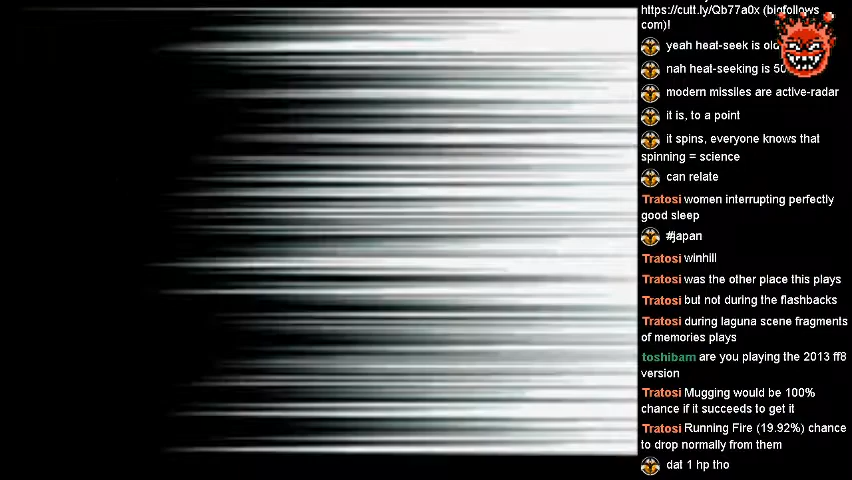 https://cutt.ly/Qb77a0x (bigfollows
com)!
yeah heat-seek is old
nah heat-seeking is 50
modern missiles are active-radar
it is, to a point
it spins, everyone knows that
spinning = science
can relate
Tratosi women interrupting perfectly
good sleep
#japan
Tratosi winhill
Tratosi was the other place this plays
Tratosi but not during the flashbacks
Tratosi during laguna scene fragments
of memories plays
toshibam are you playing the 2013 ff8
version
Tratosi Mugging would be 100%
chance if it succeeds to get it
Tratosi Running Fire (19.92%) chance
to drop normally from them
dat 1 hp tho